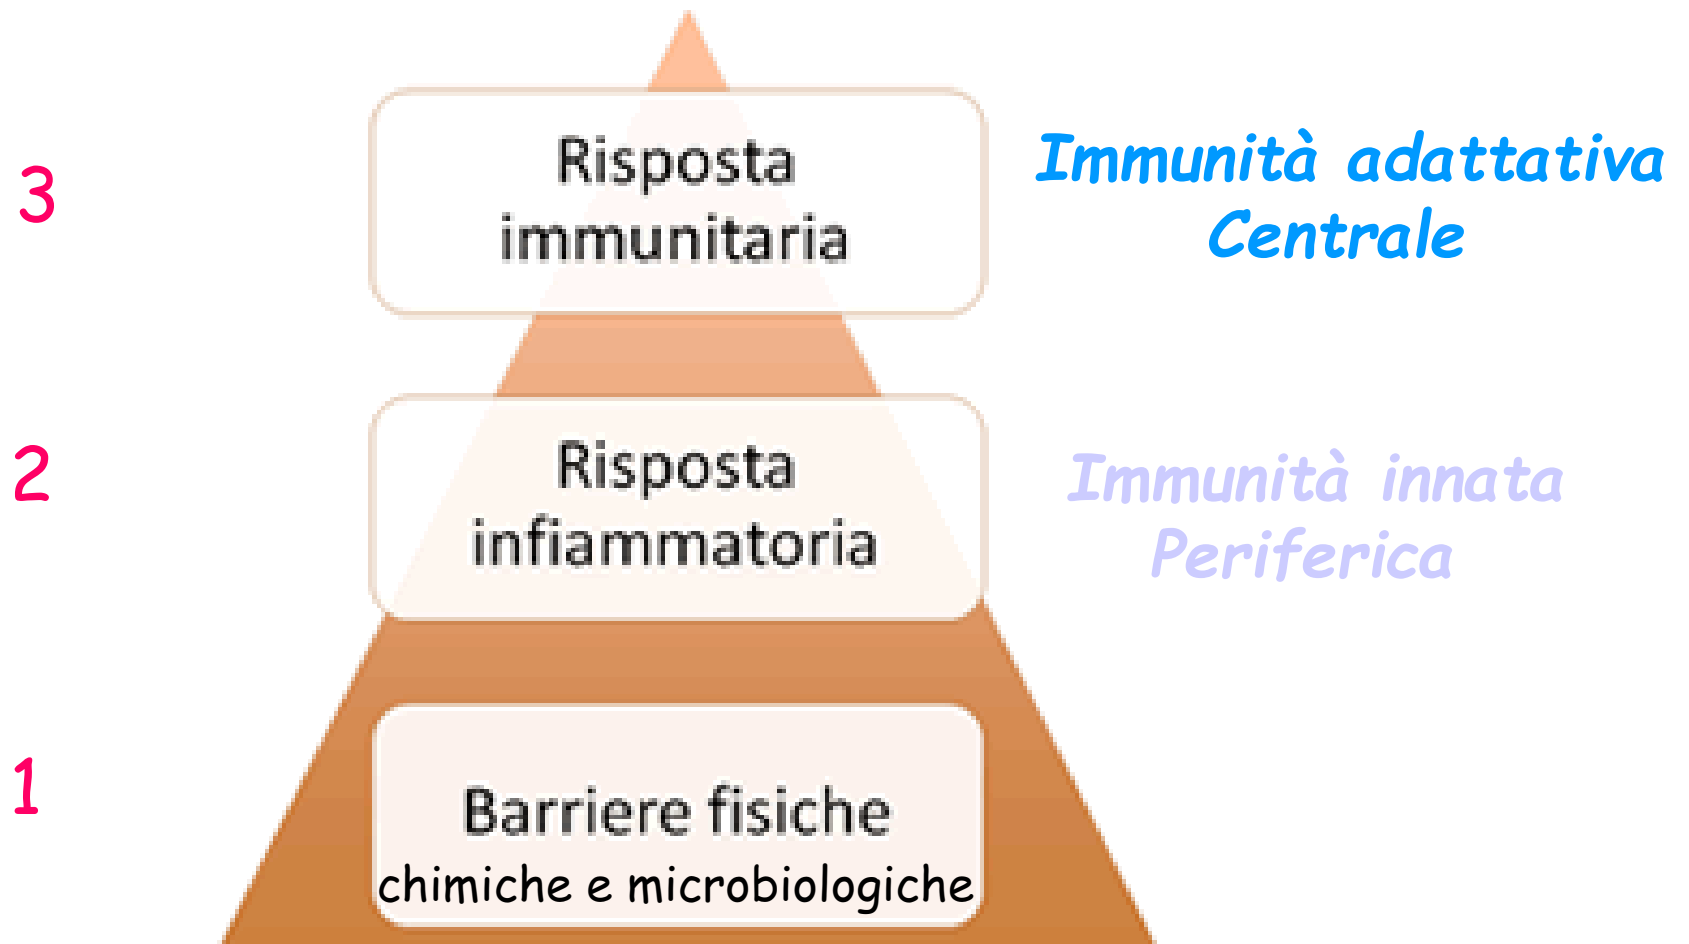 3
Risposta
immunitaria
Immunità adattativa
Centrale
2
Risposta
infiammatoria
Immunità innata
Periferica
1
Barriere fisiche
chimiche e microbiologiche